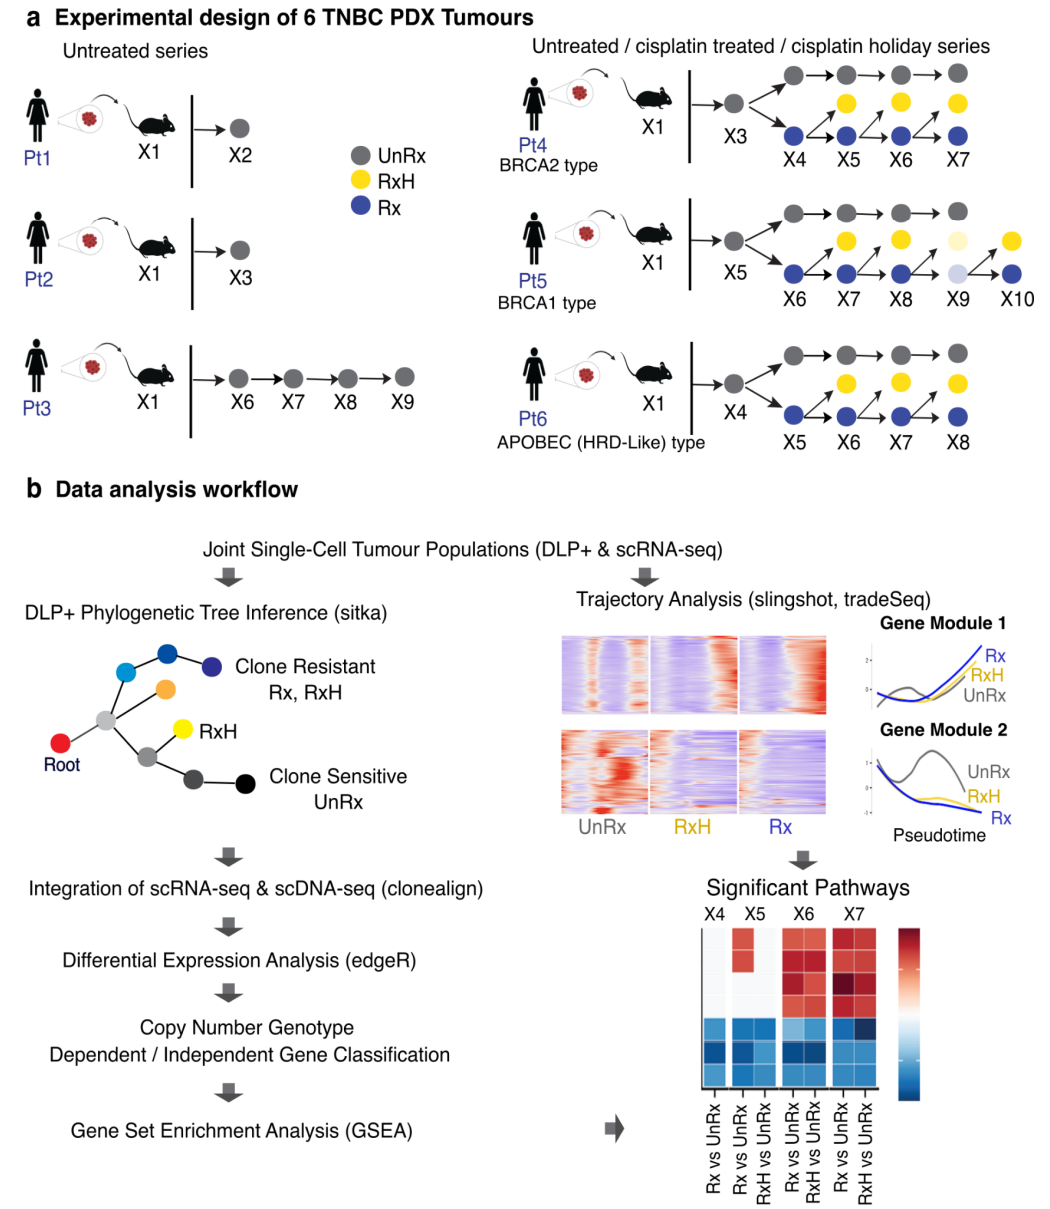 a Experimental design of 6 TNBC PDX Tumours
Untreated series
Pt1
X1
X2
Pt2
X1
X3
Pt3
X1
X6 X7 X8 X9
UnRx
RxH
Rx
Untreated / cisplatin treated / cisplatin holiday series
Pt4
BRCA2 type
X1
X3
X4 X5 X6 X7
Pt5
BRCA1 type
X1
X5
X6 X7 X8 X9 X10
Pt6
APOBEC (HRD-Like) type
X1
X4
X5 X6 X7 X8
b Data analysis workflow
Joint Single-Cell Tumour Populations (DLP+ & scRNA-seq)
DLP+ Phylogenetic Tree Inference (sitka)
Clone Resistant
Rx, RxH
RxH
Root
Clone Sensitive
UnRx
Integration of scRNA-seq & scDNA-seq (clonealign)
Differential Expression Analysis (edgeR)
Copy Number Genotype
Dependent / Independent Gene Classification
Gene Set Enrichment Analysis (GSEA)
Trajectory Analysis (slingshot, tradeSeq)
UnRx RxH Rx
Gene Module 1
2
0
Rx
RxH
UnRx
Gene Module 2
1
0
-1
UnRx
RxH
Rx
Pseudotime
Significant Pathways
X4 X5 X6 X7
Rx vs UnRx
Rx vs UnRx
RxH vs UnRx
Rx vs UnRx
RxH vs UnRx
Rx vs UnRx
RxH vs UnRx